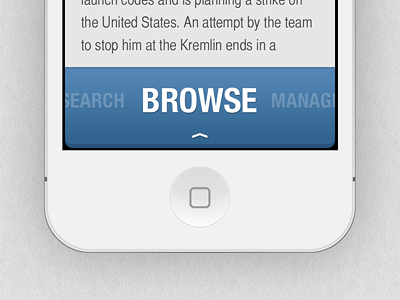 launch codes and is planning a strike on
the United States. An attempt by the team
to stop him at the Kremlin ends in a
SEARCH BROWSE MANAGE